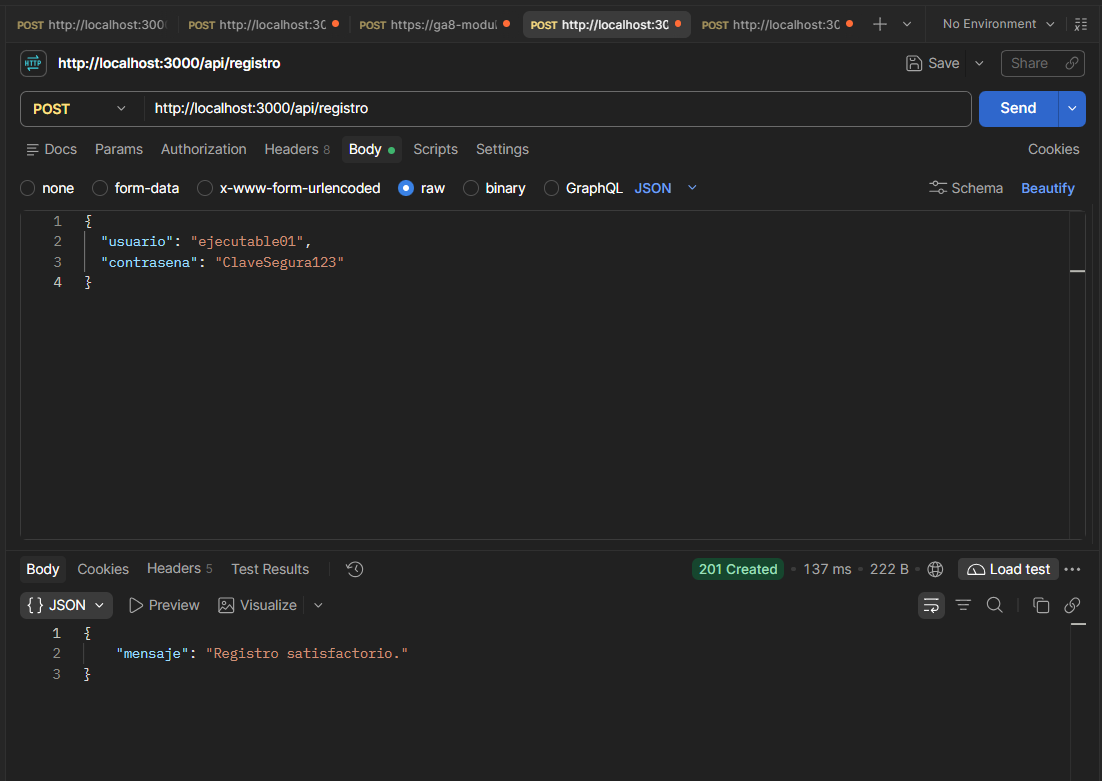 POST http://localhost:300 POST http://localhost:30 POST https://ga8-modul POST http://localhost:30 POST http://localhost:30 No Environment
HTTP http://localhost:3000/api/registro Save Share
POST http://localhost:3000/api/registro Send
Docs Params Authorization Headers 8 Body Scripts Settings Cookies
none form-data x-www-form-urlencoded raw binary GraphQL JSON Schema Beautify
1 {
2 "usuario": "ejecutable01",
3 "contrasena": "ClaveSegura123"
4 }
Body Cookies Headers 5 Test Results 201 Created 137 ms 222 B Load test
{} JSON Preview Visualize
1 {
2 "mensaje": "Registro satisfactorio."
3 }